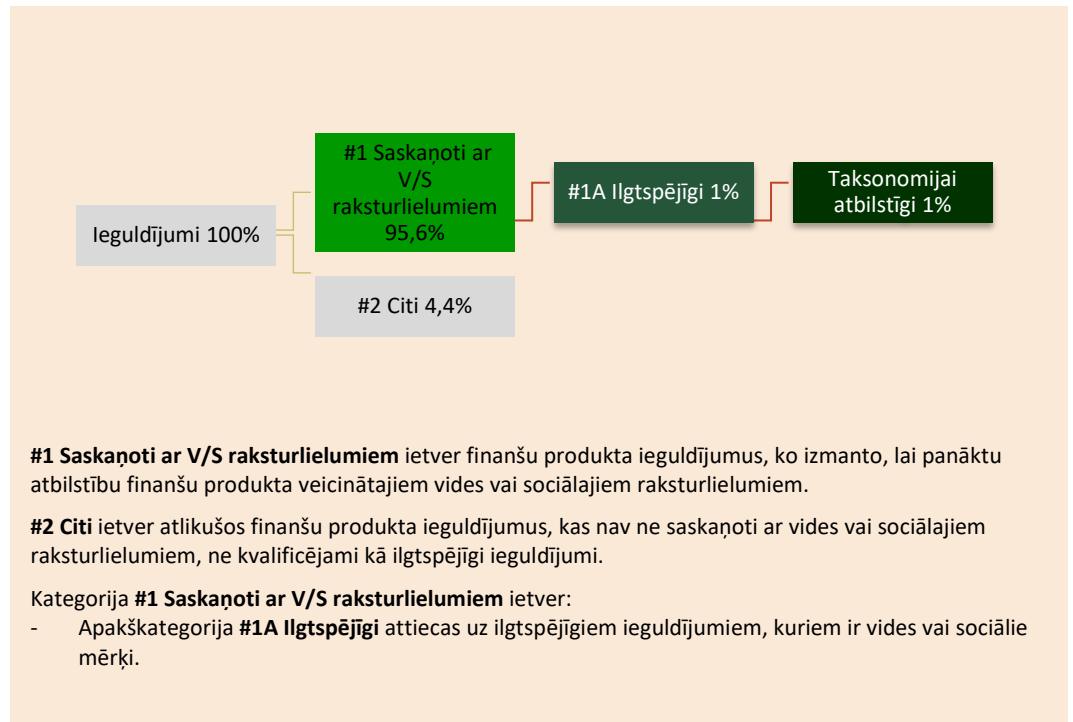 #1 Saskaņoti ar
V/S
raksturlielumiem
95,6%
Ieguldījumi 100%
#1A Ilgtspējīgi 1%
Taksonomijai
atbilstīgi 1%
#2 Citi 4,4%
#1 Saskaņoti ar V/S raksturlielumiem ietver finanšu produkta ieguldījumus, ko izmanto, lai panāktu
atbilstību finanšu produkta veicinātajiem vides vai sociālajiem raksturlielumiem.
#2 Citi ietver atlikušos finanšu produkta ieguldījumus, kas nav ne saskaņoti ar vides vai sociālajiem
raksturlielumiem, ne kvalificējami kā ilgtspējīgi ieguldījumi.
Kategorija #1 Saskaņoti ar V/S raksturlielumiem ietver:
- Apakškategorija #1A Ilgtspējīgi attiecas uz ilgtspējīgiem ieguldījumiem, kuriem ir vides vai sociālie
mērķi.